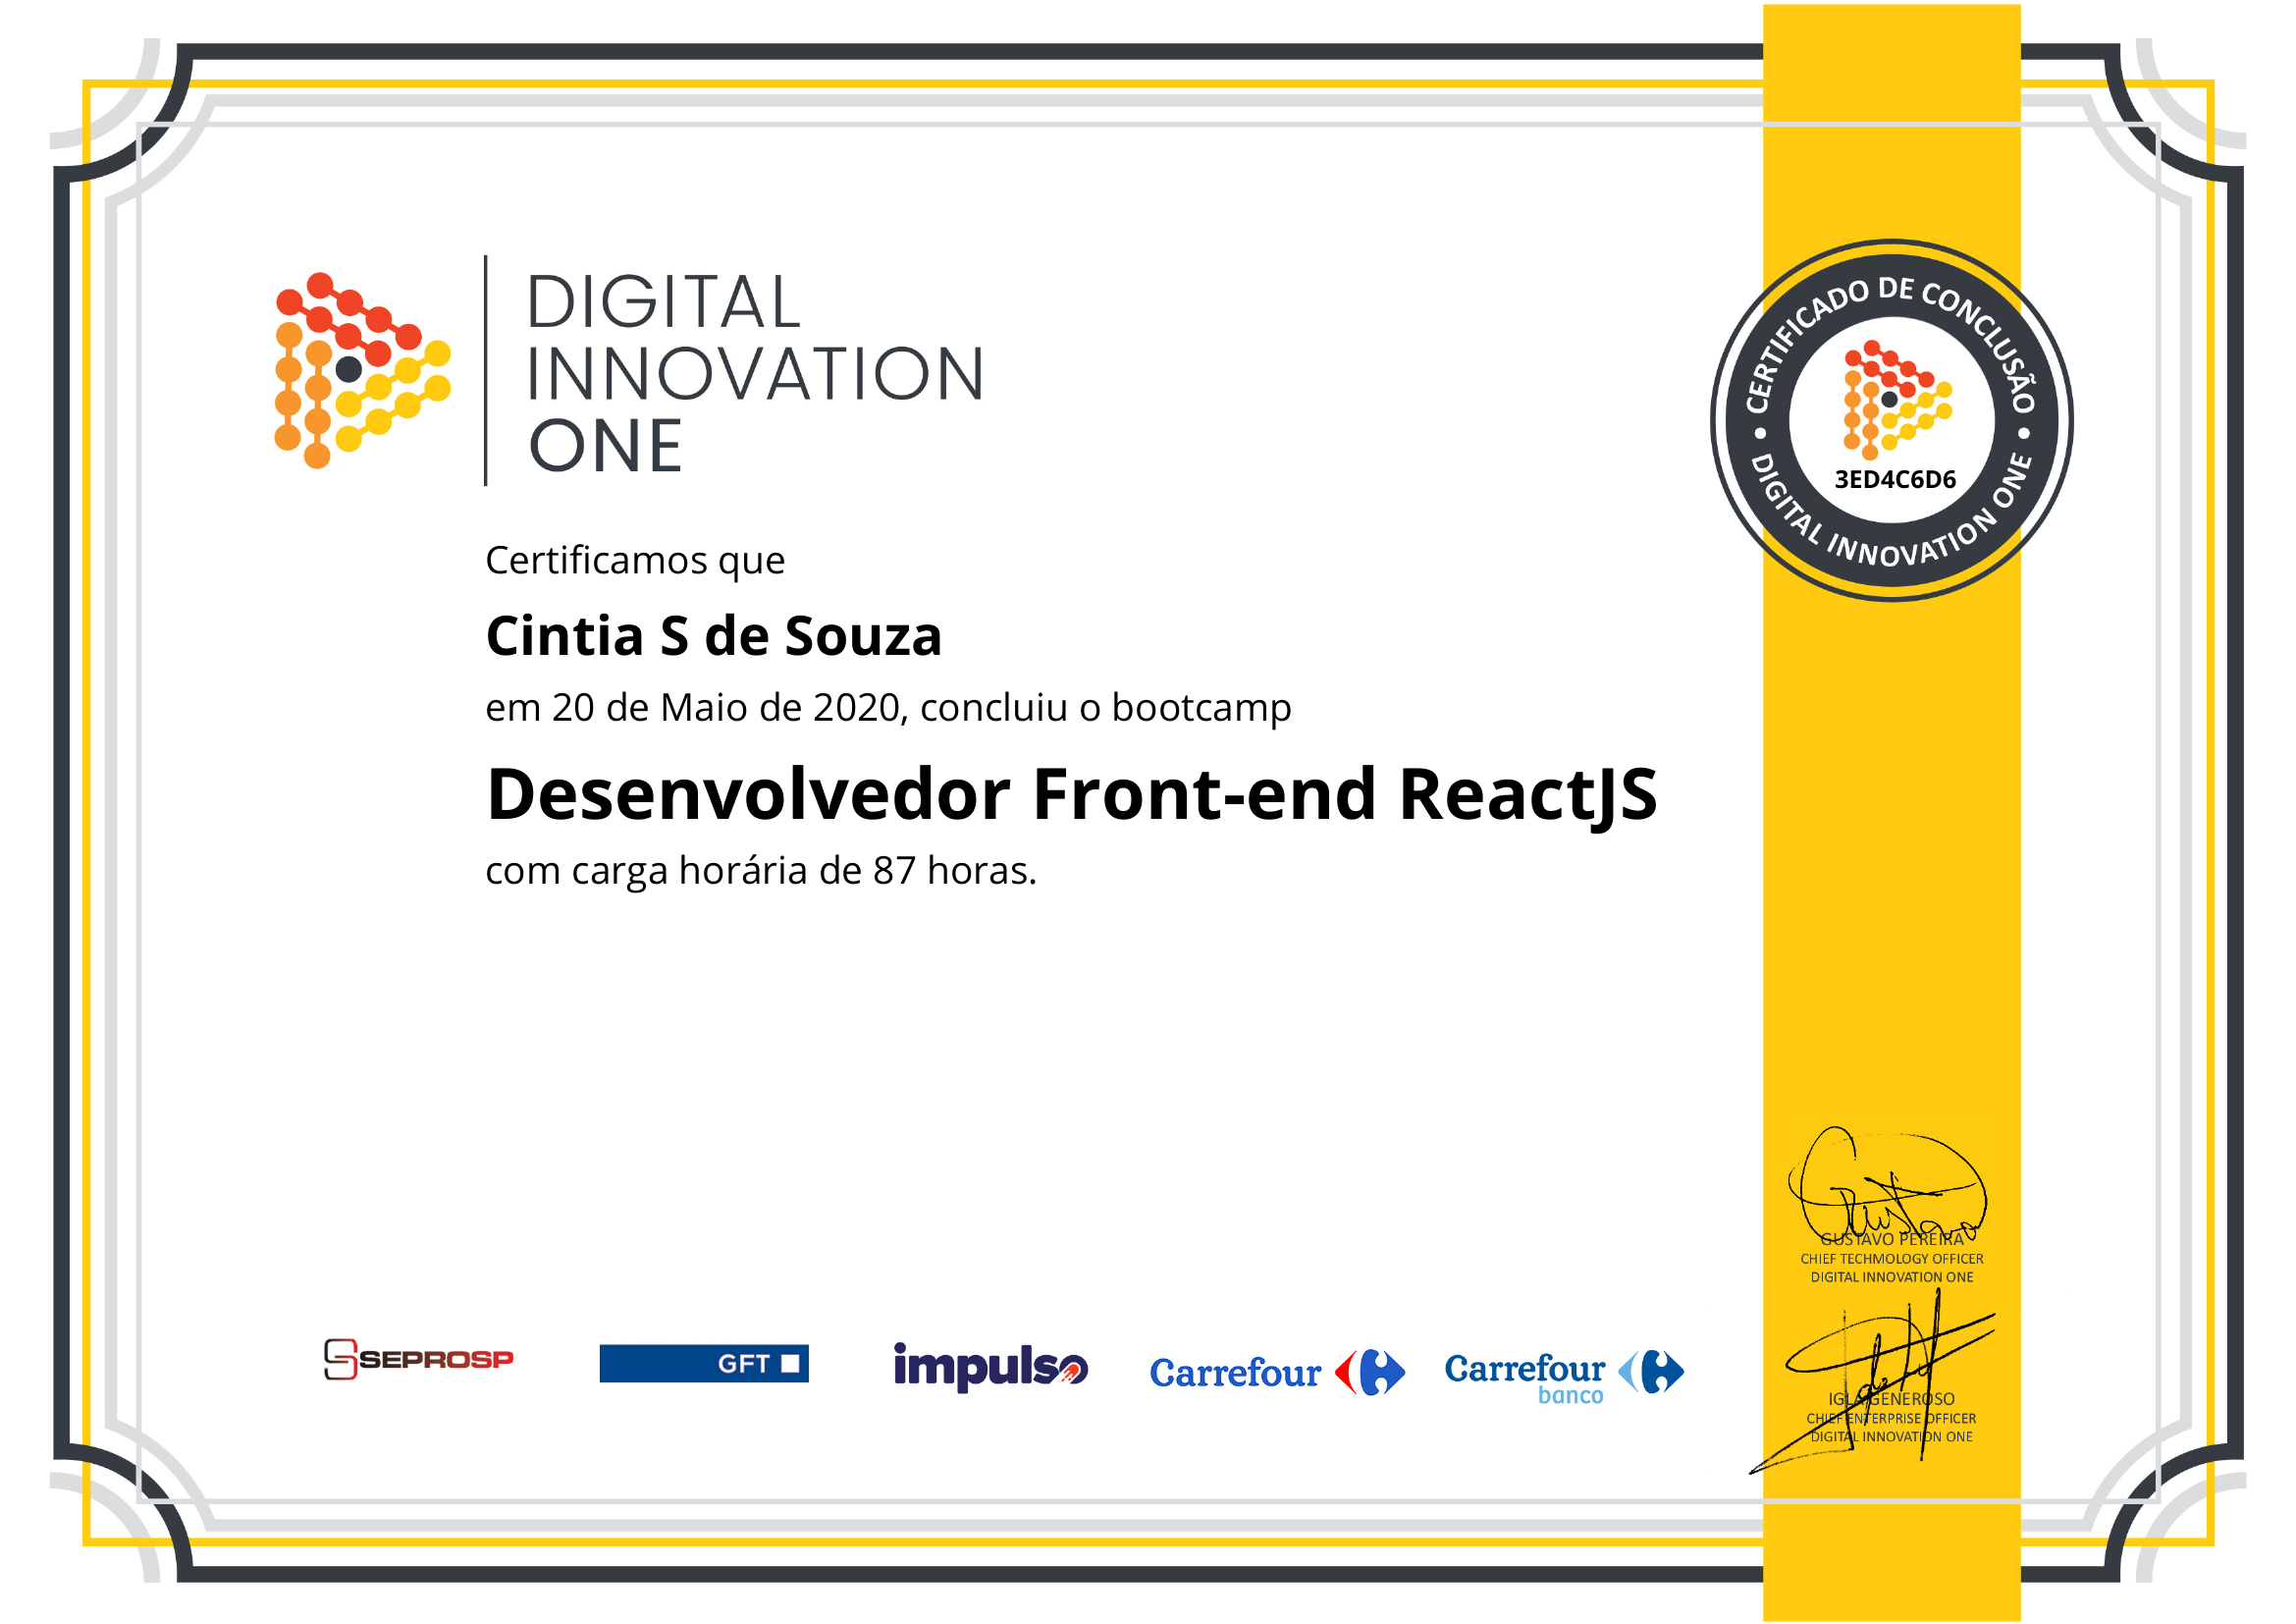 DIGITAL
INNOVATION
ONE
CERTIFICADO DE CONCLUSÃO
3ED4C6D6
DIGITAL INNOVATION ONE
Certificamos que
Cintia S de Souza
em 20 de Maio de 2020, concluiu o bootcamp
Desenvolvedor Front-end ReactJS
com carga horária de 87 horas.
GUSTAVO PEREIRA
CHIEF TECHMOLOGY OFFICER
DIGITAL INNOVATION ONE
IGLA GENEROSO
CHIEF ENTERPRISE OFFICER
DIGITAL INNOVATION ONE
SEPROSP
GFT
impulso
Carrefour
Carrefour
banco